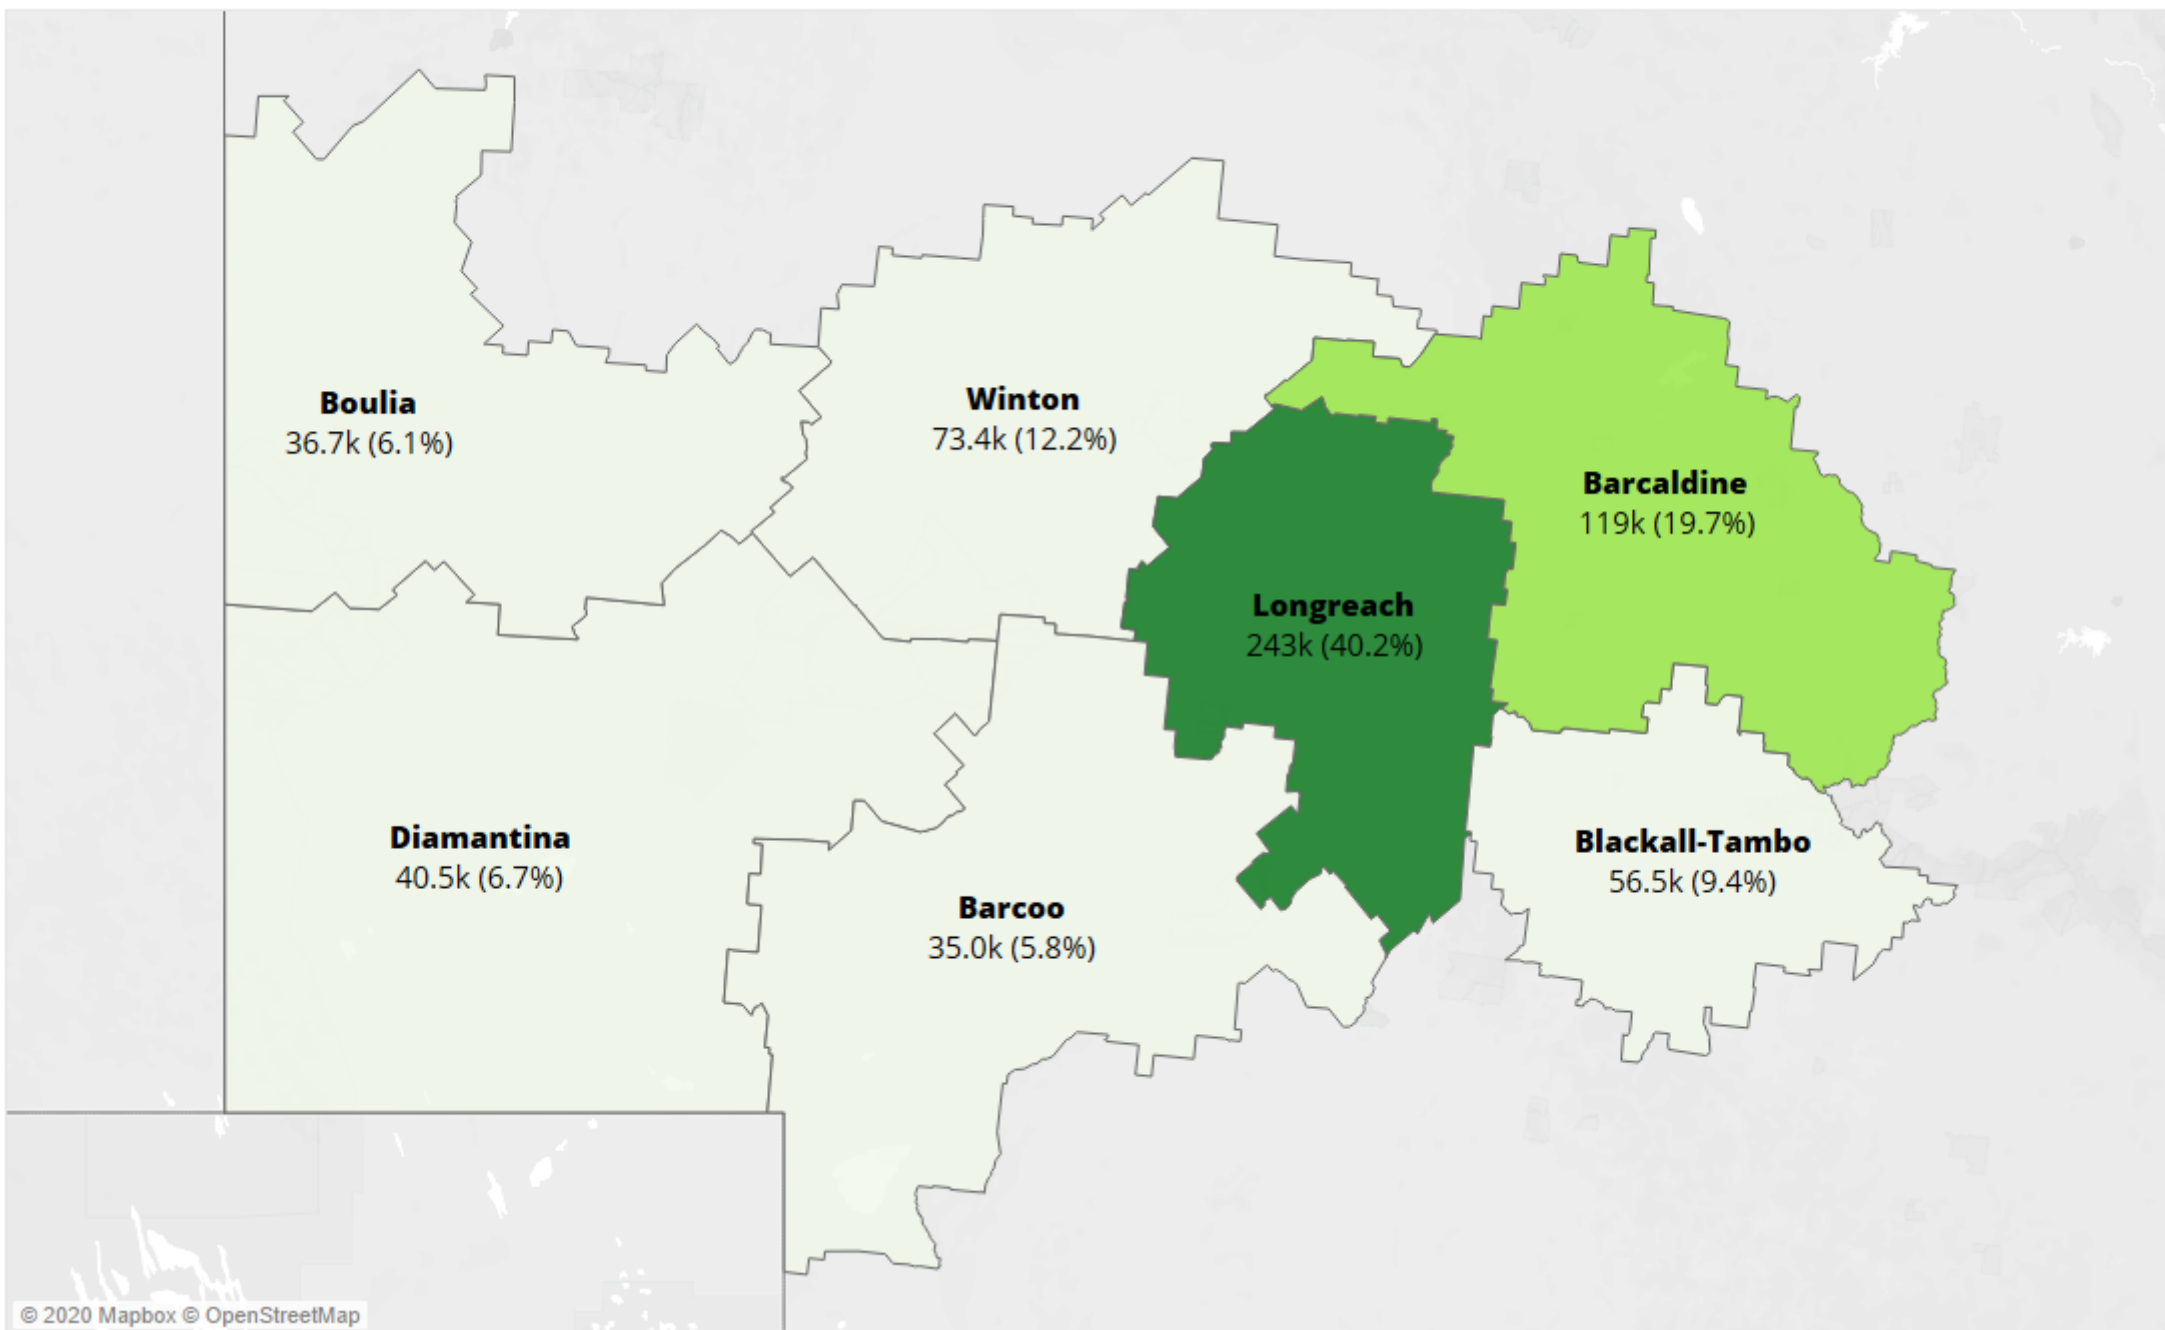 Boulia
36.7k (6.1%)
Winton
73.4k (12.2%)
Barcaldine
119k (19.7%)
Longreach
243k (40.2%)
Diamantina
40.5k (6.7%)
Barcoo
35.0k (5.8%)
Blackall-Tambo
56.5k (9.4%)
© 2020 Mapbox © OpenStreetMap